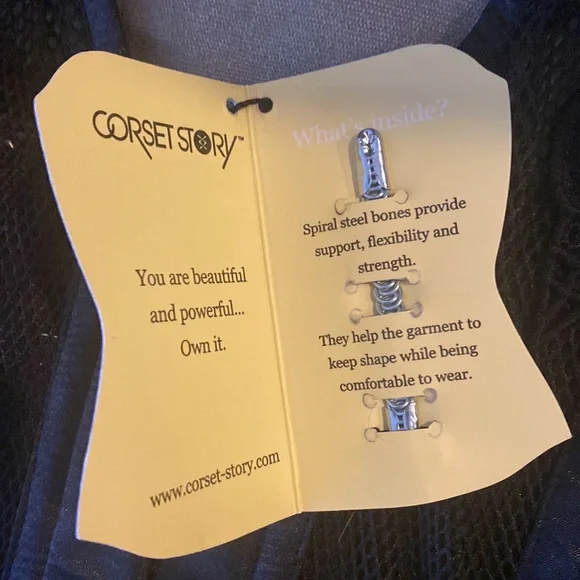 CORSET STORY™
You are beautiful
and powerful...
Own it.
www.corset-story.com
What's inside?
Spiral steel bones provide
support, flexibility and
strength.
They help the garment to
keep shape while being
comfortable to wear.